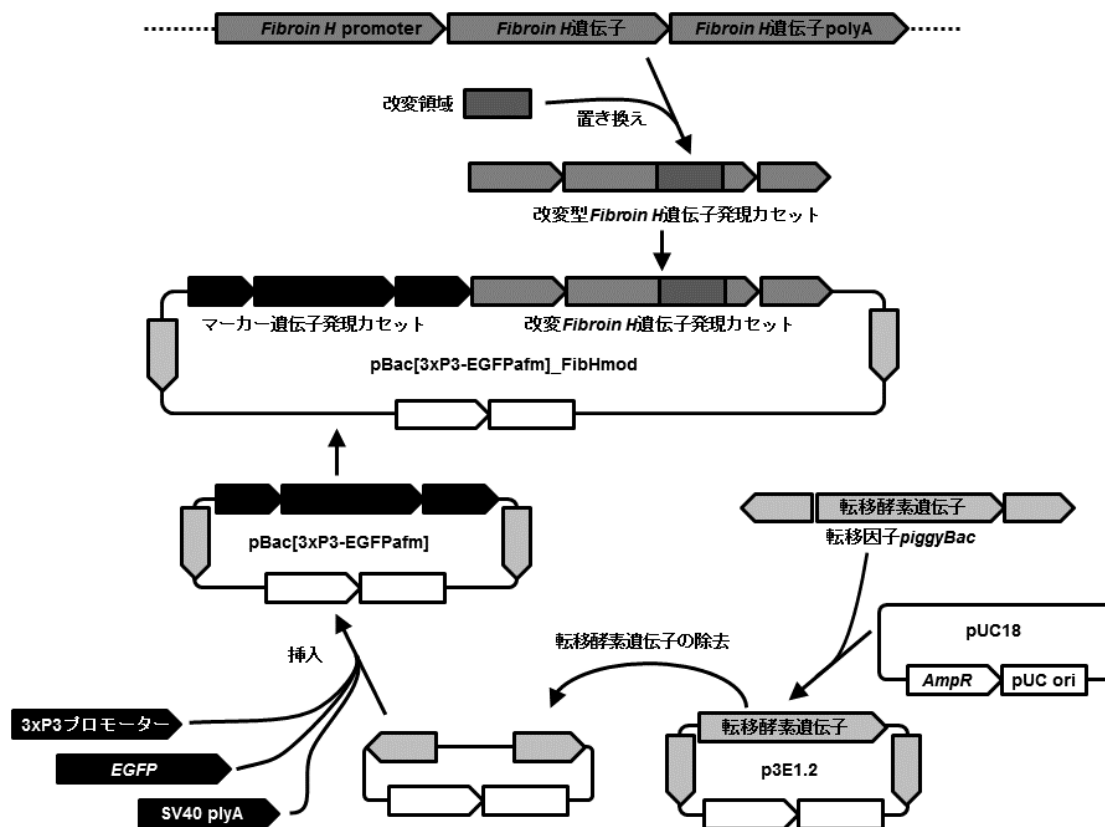 Fibroin H promoter
Fibroin H遺伝子
Fibroin H遺伝子polyA
改変領域
置き換え
改変型Fibroin H遺伝子発現カセット
マーカー遺伝子発現カセット
改変Fibroin H遺伝子発現カセット
pBac[3xP3-EGFPafm]_FibHmod
pBac[3xP3-EGFPafm]
転移酵素遺伝子
転移因子piggyBac
pUC18
AmpR
pUC ori
挿入
転移酵素遺伝子の除去
3xP3プロモーター
EGFP
SV40 plyA
転移酵素遺伝子
p3E1.2